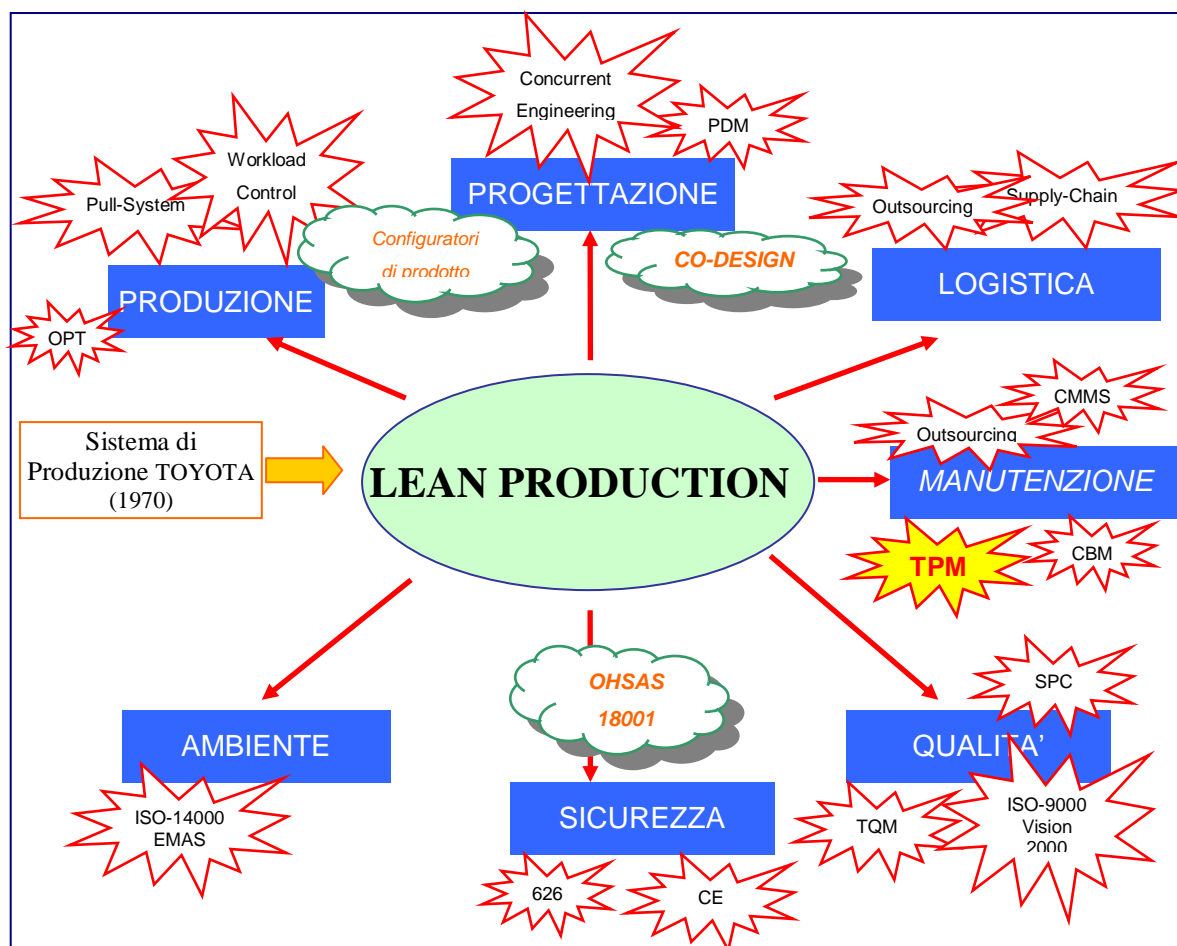 Concurrent
Engineering
PDM
PROGETTAZIONE
Workload
Control
Pull-System
Configuratori
di prodotto
PRODUZIONE
OPT
CO-DESIGN
Outsourcing
Supply-Chain
LOGISTICA
Sistema di
Produzione TOYOTA
(1970)
LEAN PRODUCTION
CMMS
Outsourcing
MANUTENZIONE
TPM
CBM
AMBIENTE
ISO-14000
EMAS
OHSAS
18001
SICUREZZA
626
CE
SPC
QUALITA’
TQM
ISO-9000
Vision
2000